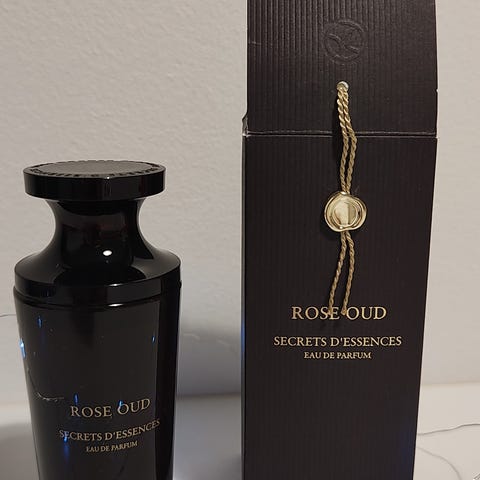 ROSE OUD
SECRETS D'ESSENCES
EAU DE PARFUM
ROSE OUD
SECRETS D'ESSENCES
EAU DE PARFUM